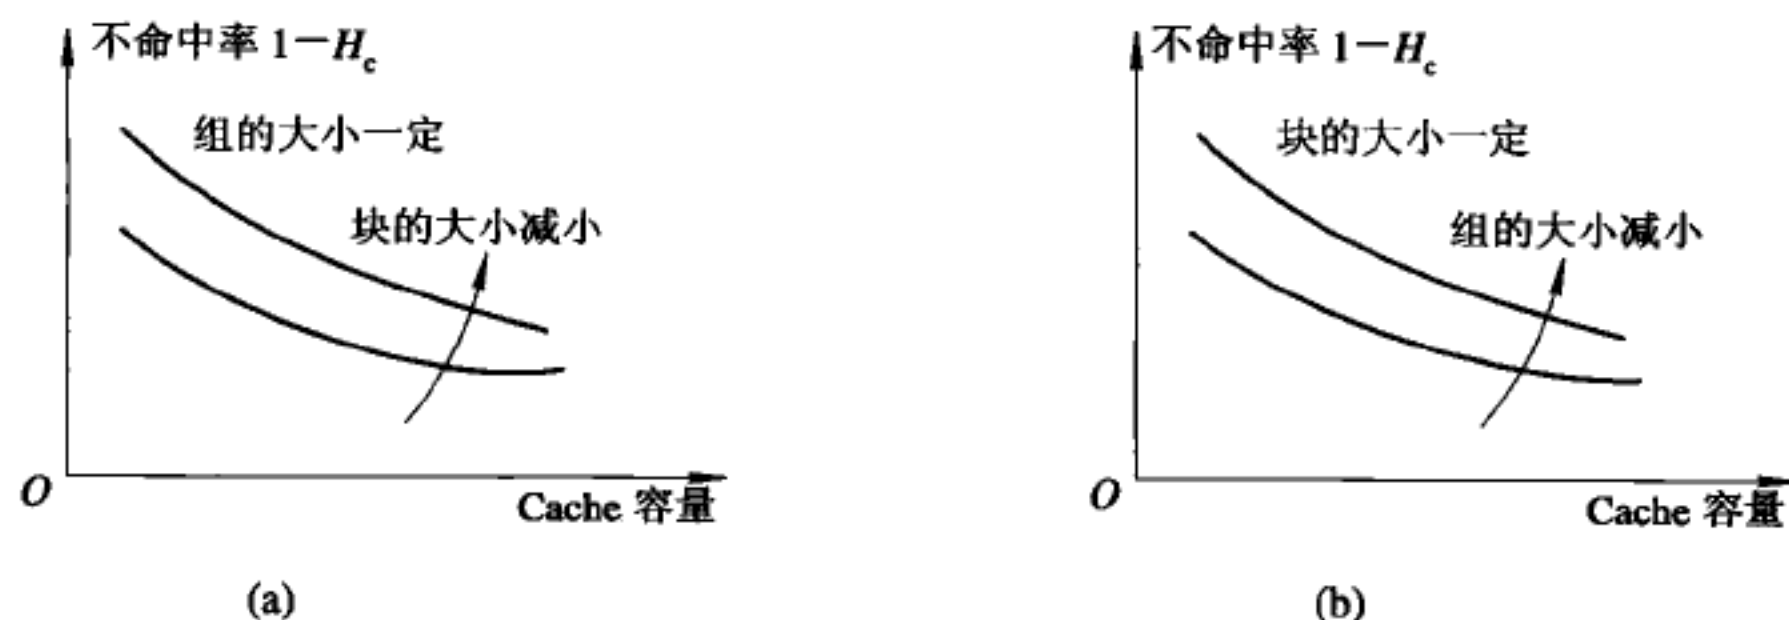 不命中率 1-Hc
组的大小一定
块的大小减小
O
Cache 容量
(a)
不命中率 1-Hc
块的大小一定
组的大小减小
O
Cache 容量
(b)